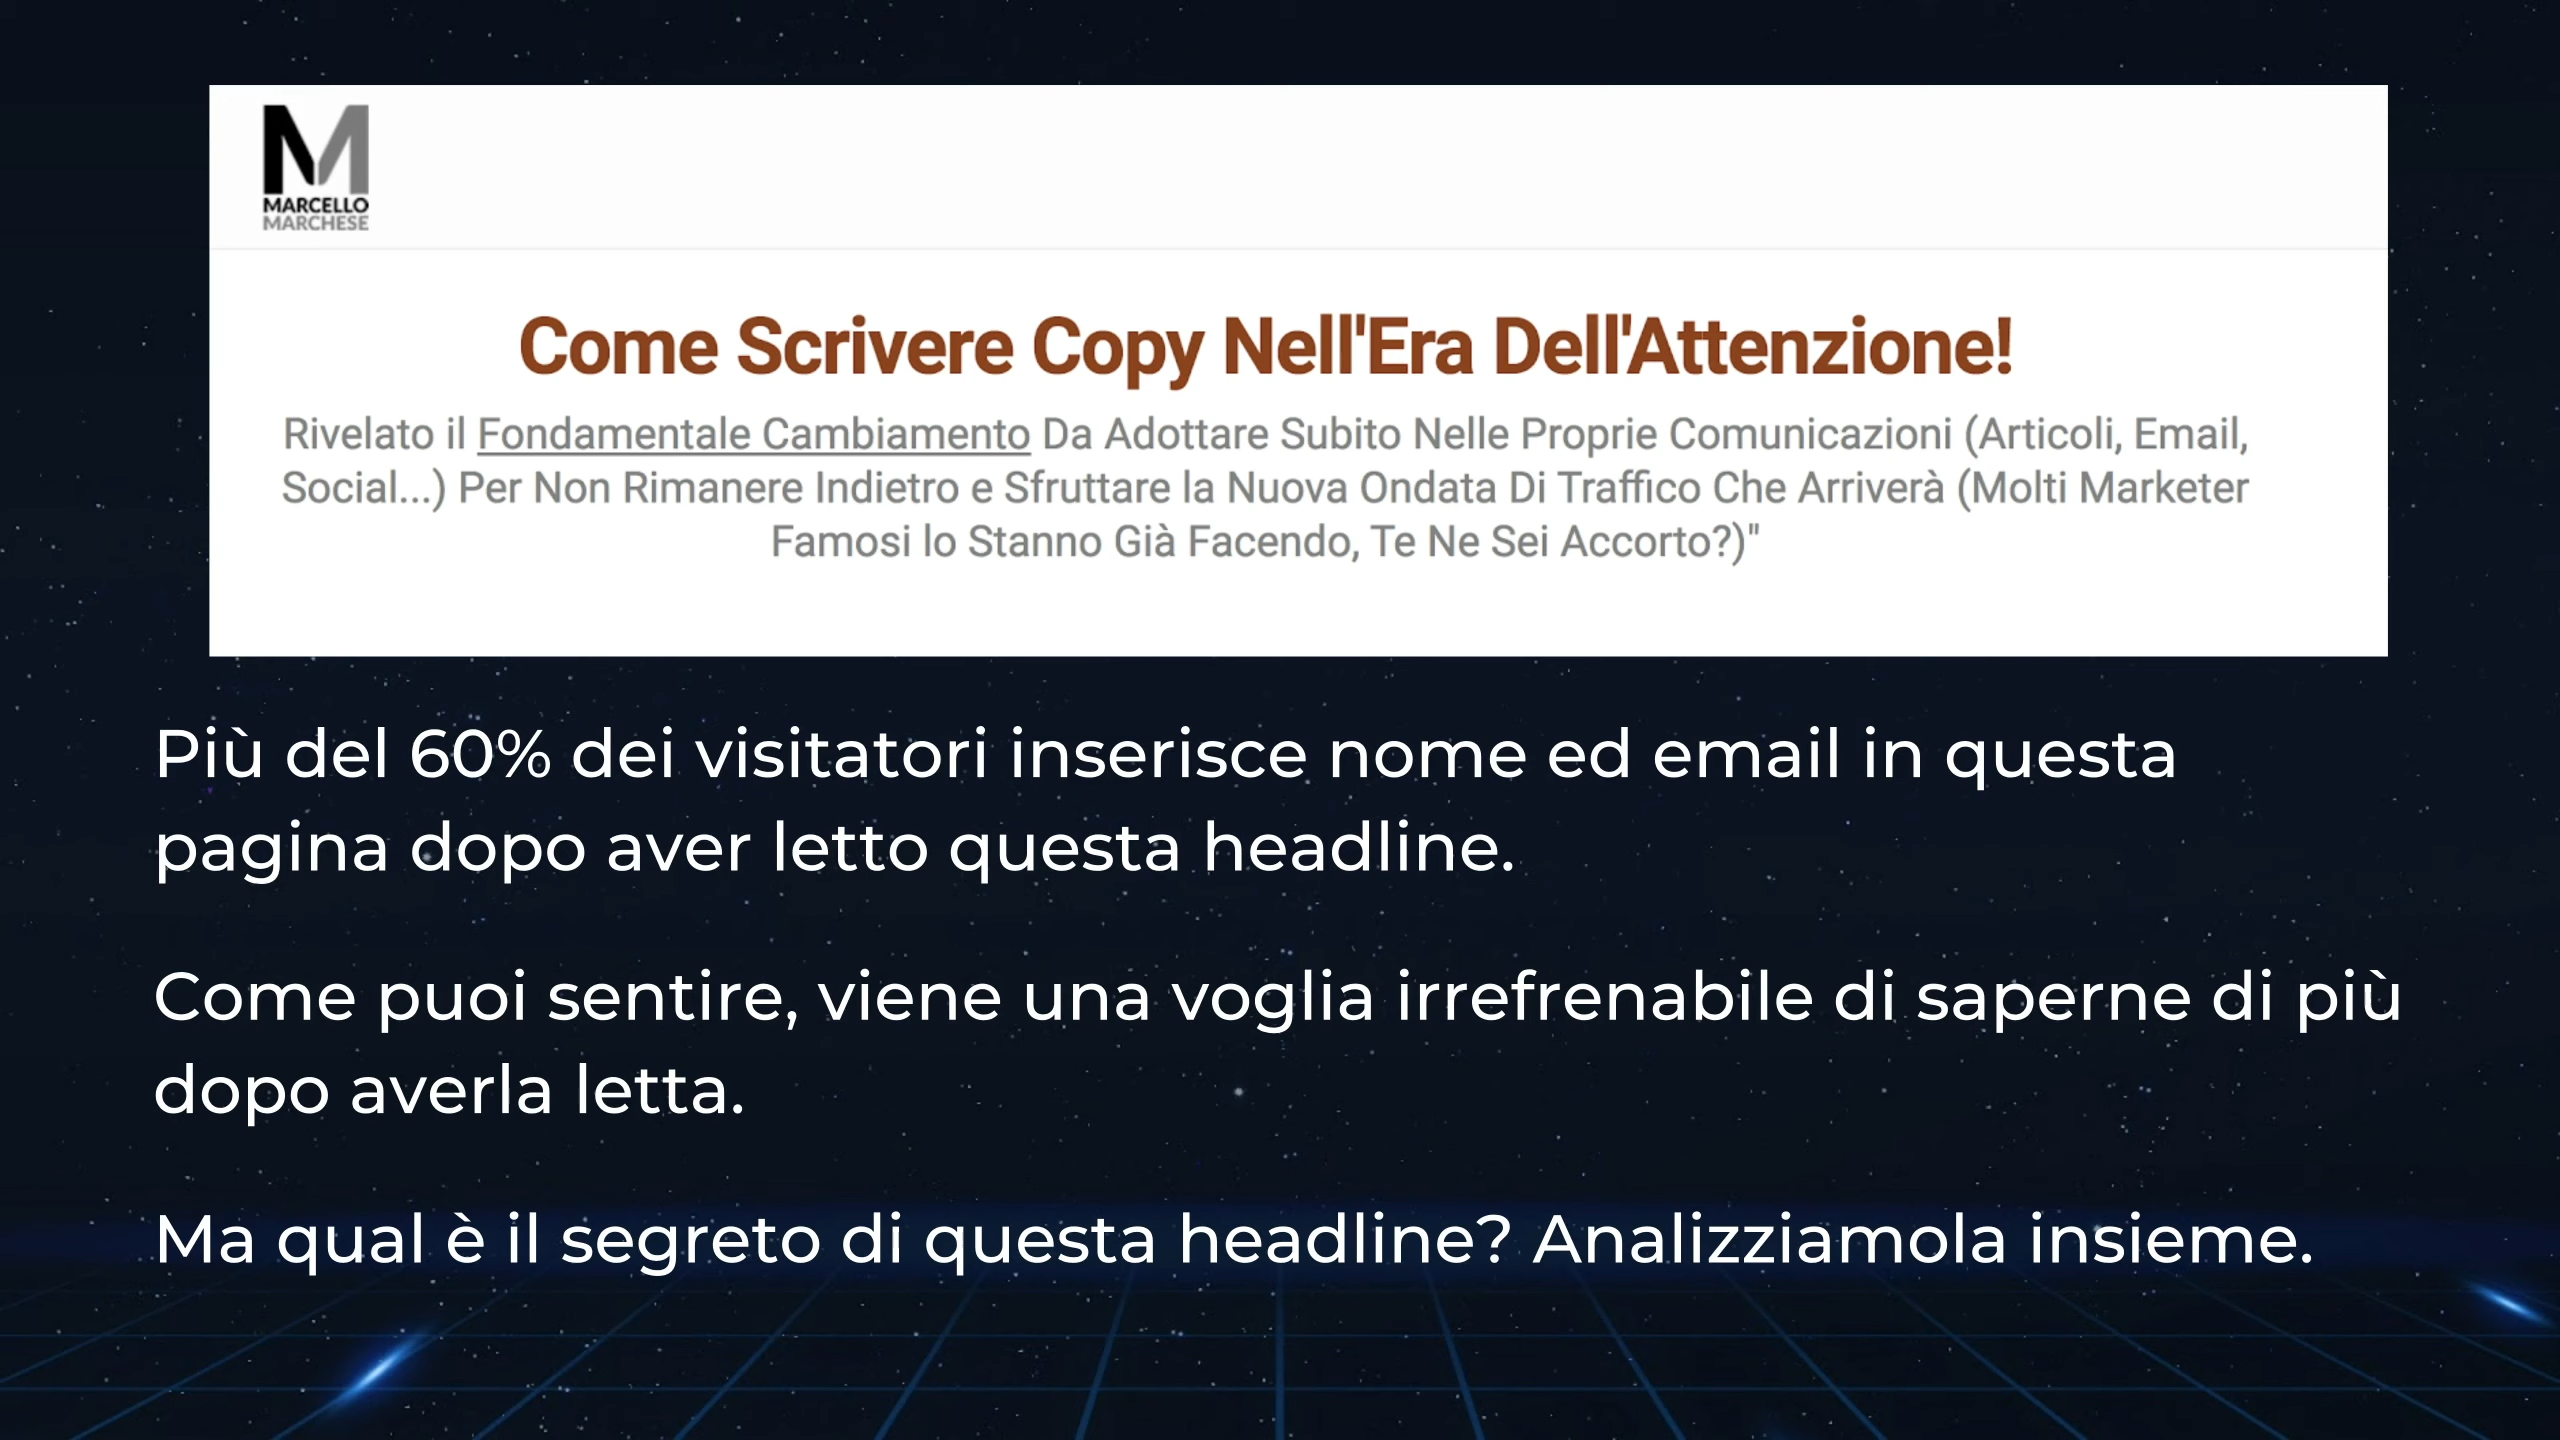 M
MARCELLO
MARCHESE
Come Scrivere Copy Nell'Era Dell'Attenzione!
Rivelato il Fondamentale Cambiamento Da Adottare Subito Nelle Proprie Comunicazioni (Articoli, Email,
Social...) Per Non Rimanere Indietro e Sfruttare la Nuova Ondata Di Traffico Che Arriverà (Molti Marketer
Famosi lo Stanno Già Facendo, Te Ne Sei Accorto?)"
Più del 60% dei visitatori inserisce nome ed email in questa
pagina dopo aver letto questa headline.
Come puoi sentire, viene una voglia irrefrenabile di saperne di più
dopo averla letta.
Ma qual è il segreto di questa headline? Analizziamola insieme.